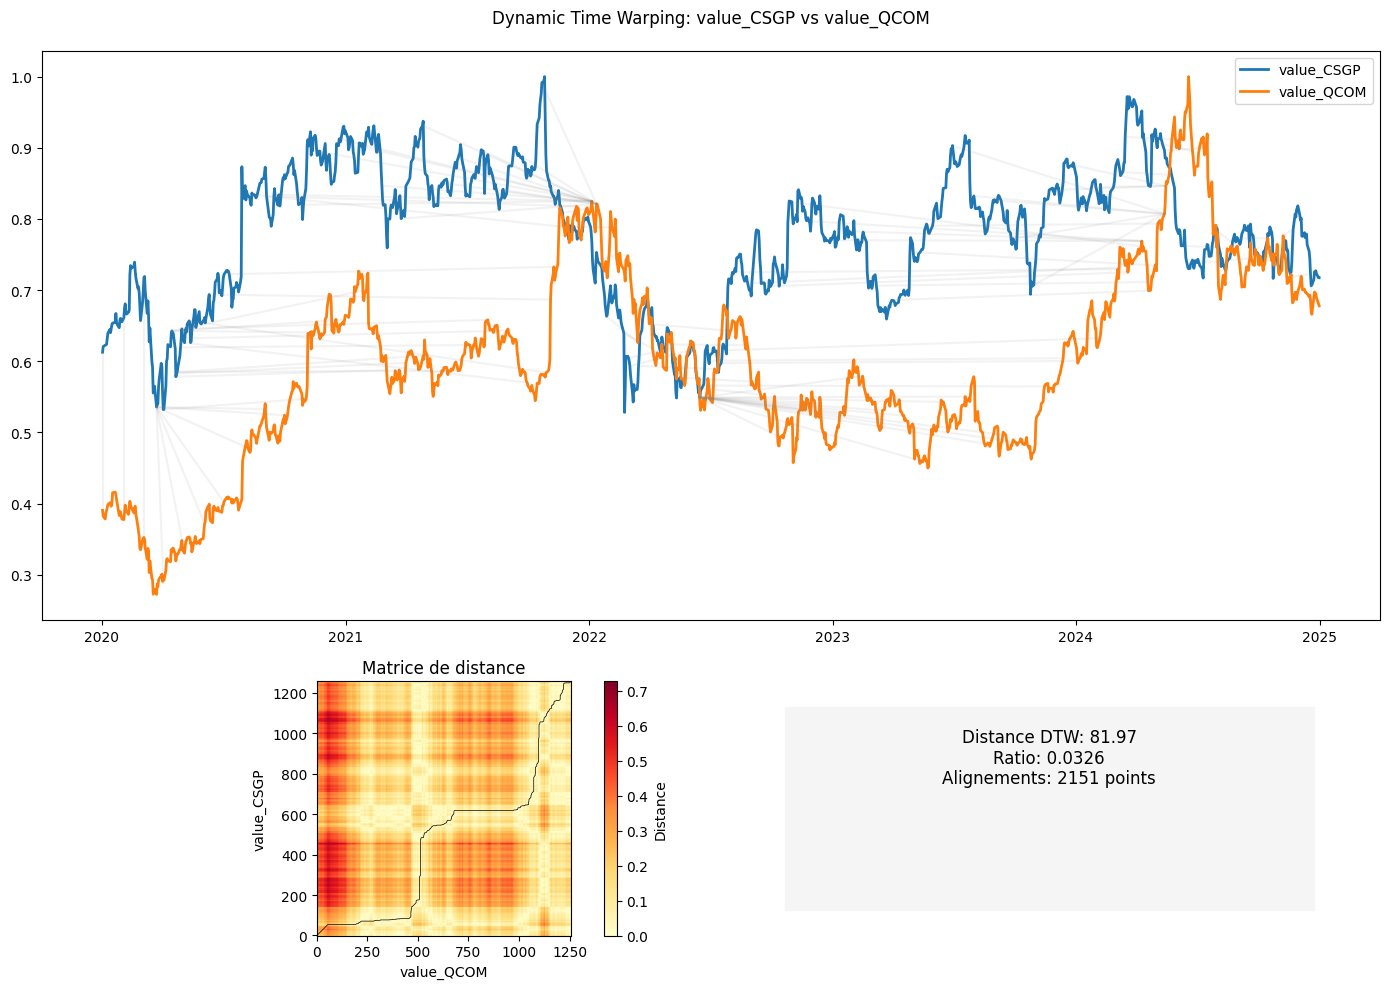 Dynamic Time Warping: value_CSGP vs value_QCOM
value_CSGP
value_QCOM
1.0
0.9
0.8
0.7
0.6
0.5
0.4
0.3
2020 2021 2022 2023 2024 2025
Matrice de distance
1200
1000
800
600
400
200
0
value_CSGP
0 250 500 750 1000 1250
value_QCOM
0.7
0.6
0.5
0.4
0.3
0.2
0.1
0.0
Distance
Distance DTW: 81.97
Ratio: 0.0326
Alignements: 2151 points